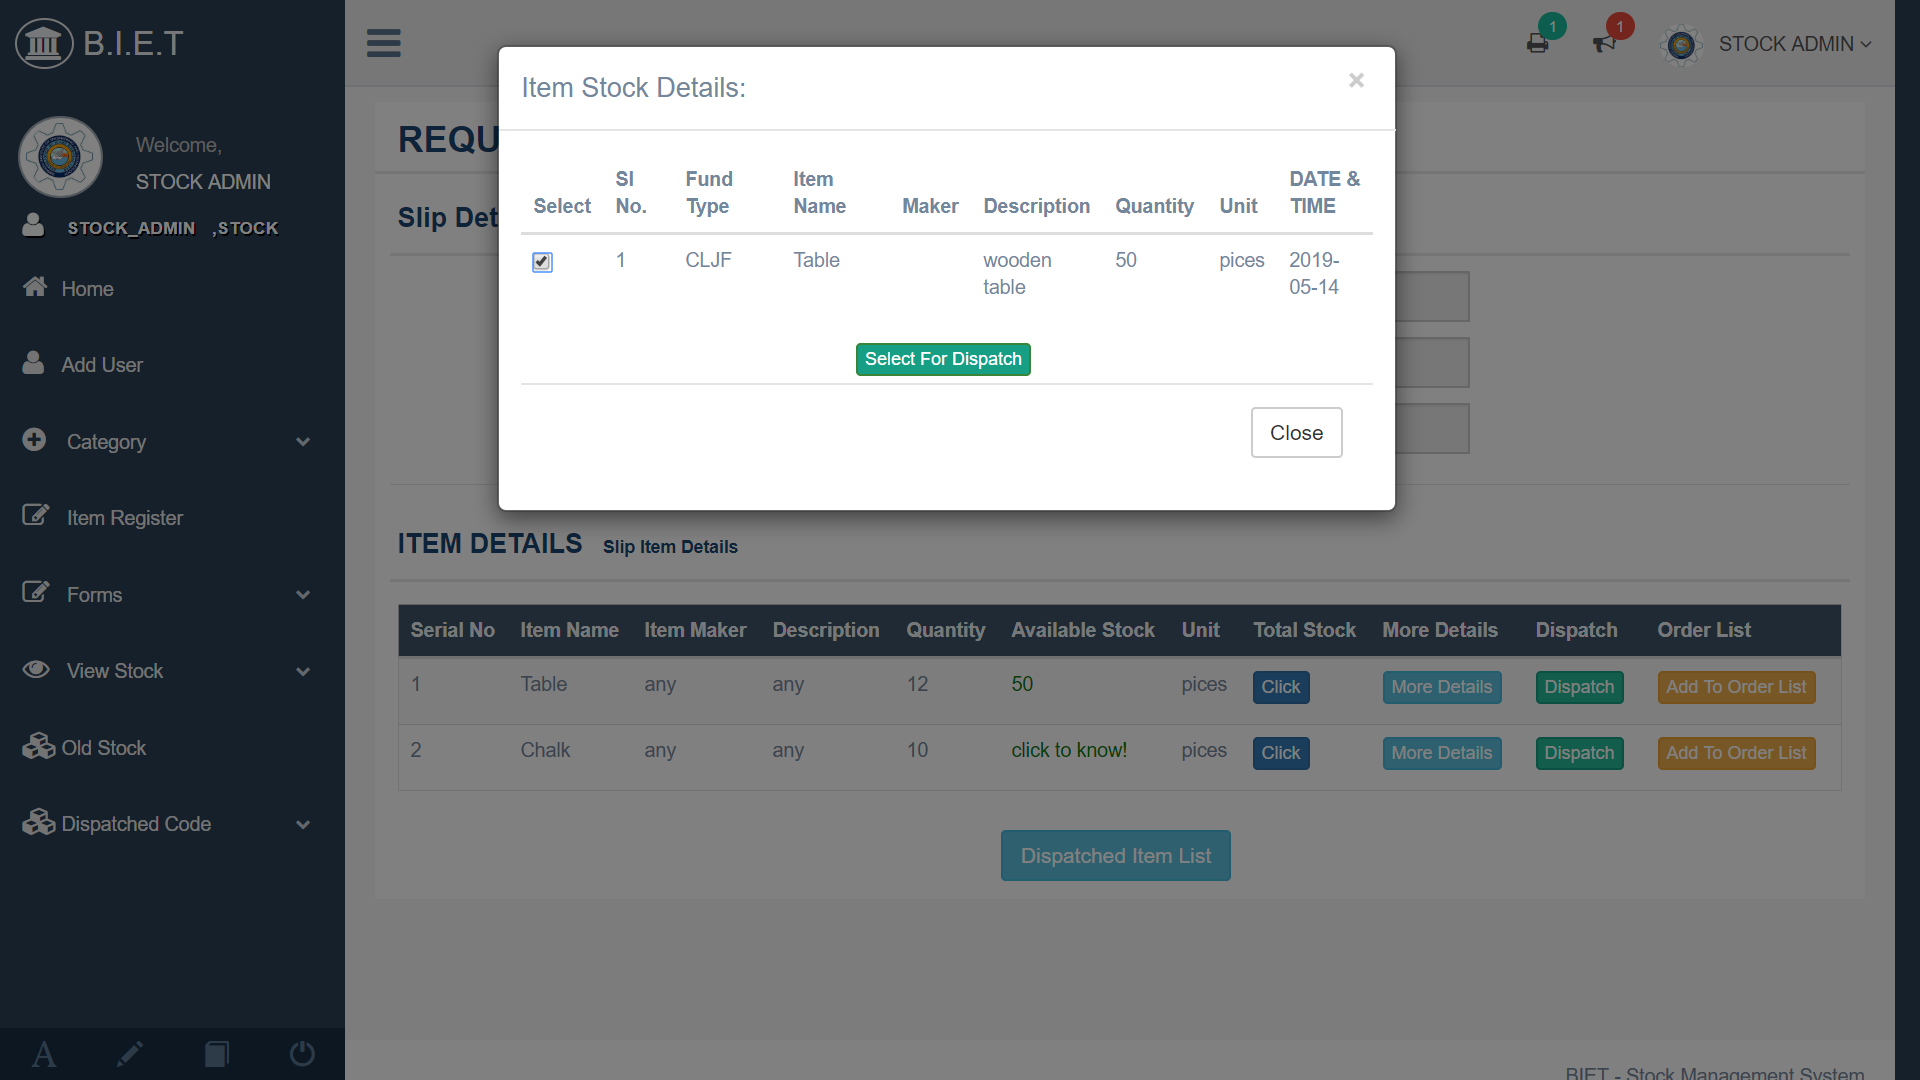 B.I.E.T
1
1
STOCK ADMIN
Welcome,
STOCK ADMIN
STOCK_ADMIN ,STOCK
Home
Add User
Category
Item Register
Forms
View Stock
Old Stock
Dispatched Code
A
REQU
Slip Det
Item Stock Details:
×
Select Sl No. Fund Type Item Name Maker Description Quantity Unit DATE & TIME
1 CLJF Table wooden table 50 pices 2019-05-14
Select For Dispatch
Close
ITEM DETAILS Slip Item Details
Serial No Item Name Item Maker Description Quantity Available Stock Unit Total Stock More Details Dispatch Order List
1 Table any any 12 50 pices Click More Details Dispatch Add To Order List
2 Chalk any any 10 click to know! pices Click More Details Dispatch Add To Order List
Dispatched Item List
BIET - Stock Management System